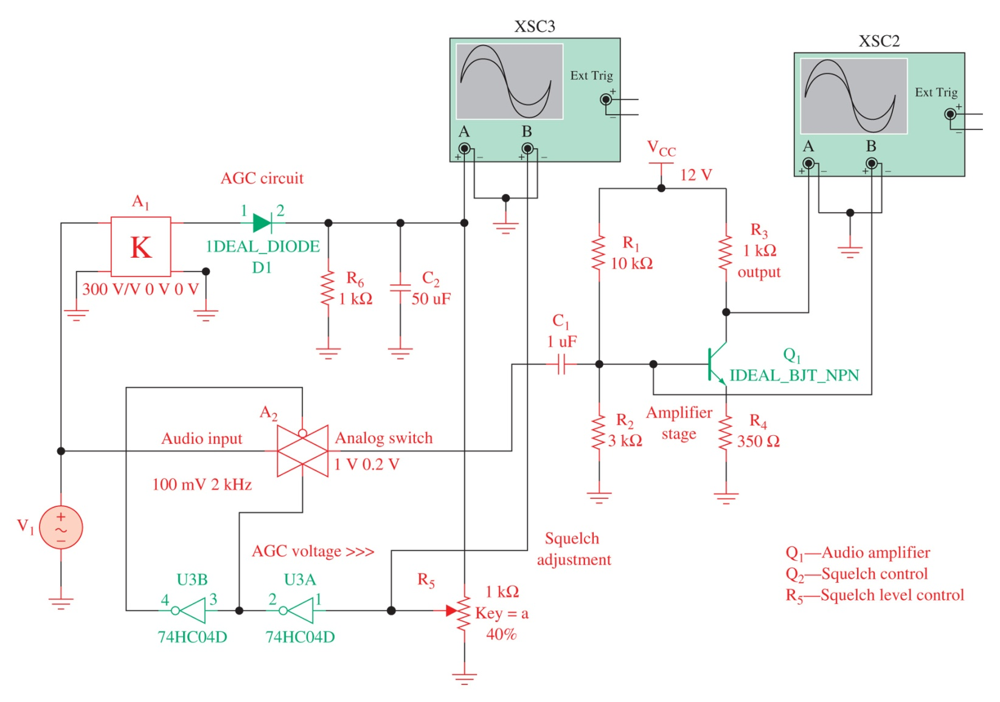 XSC3
Ext Trig
+
−
A
B
+
−
+
−
XSC2
Ext Trig
+
−
A
B
+
−
+
−
AGC circuit
A1
K
300 V/V 0 V 0 V
1
2
1DEAL_DIODE
D1
R6
1 kΩ
C2
50 uF
VCC
12 V
R1
10 kΩ
R3
1 kΩ
output
C1
1 uF
Q1
IDEAL_BJT_NPN
R2
3 kΩ
Amplifier
stage
R4
350 Ω
A2
Audio input
Analog switch
1 V 0.2 V
100 mV 2 kHz
V1
+
~
−
AGC voltage >>>
Squelch
adjustment
U3B
4
3
74HC04D
U3A
2
1
74HC04D
R5
1 kΩ
Key = a
40%
Q1—Audio amplifier
Q2—Squelch control
R5—Squelch level control